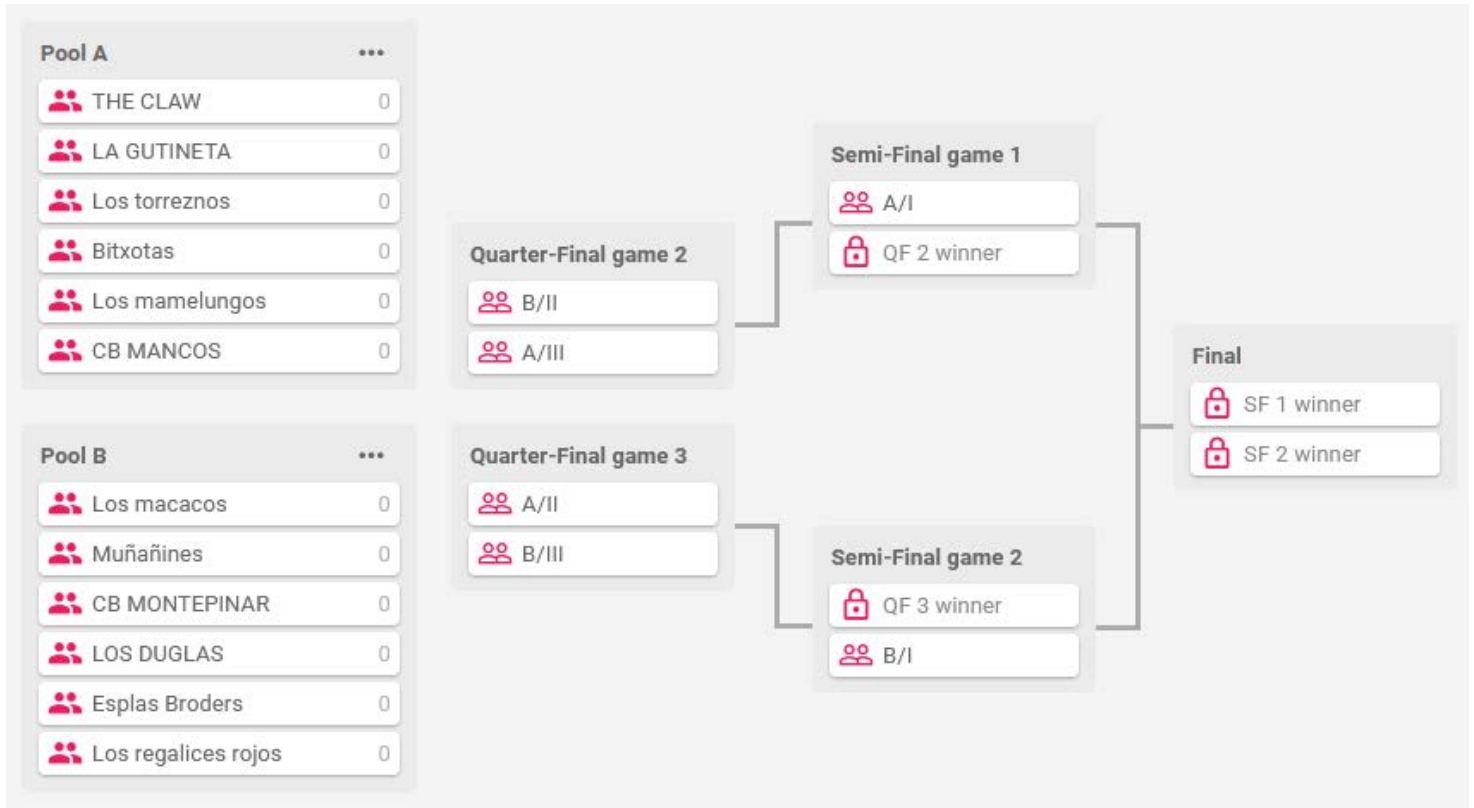 Pool A ...
THE CLAW 0
LA GUTINETA 0
Los torreznos 0
Bitxotas 0
Los mamelungos 0
CB MANCOS 0
Pool B ...
Los macacos 0
Muñañines 0
CB MONTEPINAR 0
LOS DUGLAS 0
Esplas Broders 0
Los regalices rojos 0
Quarter-Final game 2
B/II
A/III
Quarter-Final game 3
A/II
B/III
Semi-Final game 1
A/I
QF 2 winner
Semi-Final game 2
QF 3 winner
B/I
Final
SF 1 winner
SF 2 winner